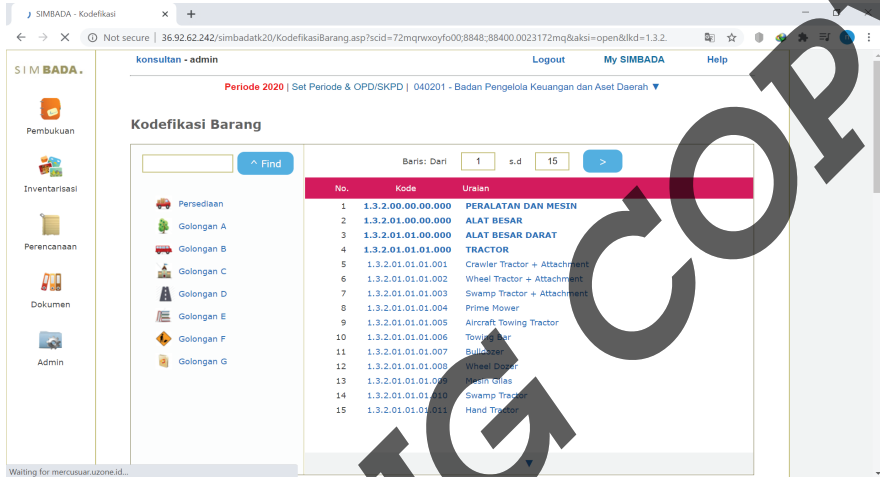 SIMBADA - Kodefikasi
Not secure | 36.92.62.242/simbadatk20/KodefikasiBarang.asp?scid=72mqrwxoyfo00;8848;;88400.0023172mq&aksi=open&lkd=1.3.2.
SIMBADA.
konsultan - admin Logout My SIMBADA Help
Periode 2020 | Set Periode & OPD/SKPD | 040201 - Badan Pengelola Keuangan dan Aset Daerah ▼
Pembukuan
Inventarisasi
Perencanaan
Dokumen
Admin
Kodefikasi Barang
^ Find
Persediaan
Golongan A
Golongan B
Golongan C
Golongan D
Golongan E
Golongan F
Golongan G
Baris: Dari 1 s.d 15 >
No. Kode Uraian
1 1.3.2.00.00.00.000 PERALATAN DAN MESIN
2 1.3.2.01.00.00.000 ALAT BESAR
3 1.3.2.01.01.00.000 ALAT BESAR DARAT
4 1.3.2.01.01.01.000 TRACTOR
5 1.3.2.01.01.01.001 Crawler Tractor + Attachment
6 1.3.2.01.01.01.002 Wheel Tractor + Attachment
7 1.3.2.01.01.01.003 Swamp Tractor + Attachment
8 1.3.2.01.01.01.004 Prime Mower
9 1.3.2.01.01.01.005 Aircraft Towing Tractor
10 1.3.2.01.01.01.006 Towing Bar
11 1.3.2.01.01.01.007 Bulldozer
12 1.3.2.01.01.01.008 Wheel Dozer
13 1.3.2.01.01.01.009 Mesin Gilas
14 1.3.2.01.01.01.010 Swamp Tractor
15 1.3.2.01.01.01.011 Hand Tractor
▼
Waiting for mercusuar.uzone.id...
G COP